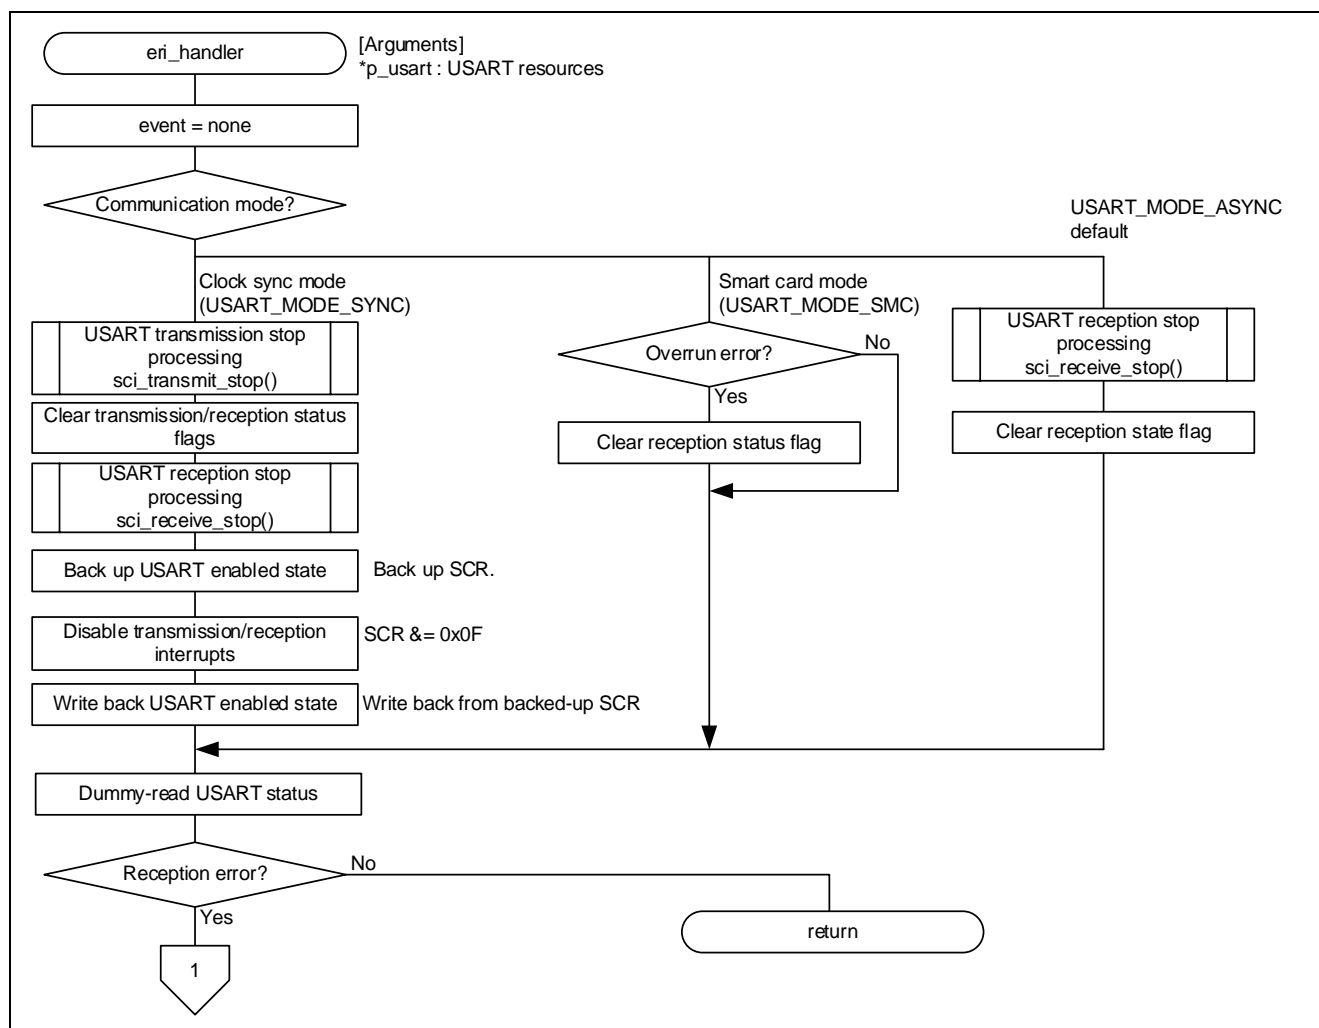 eri_handler
[Arguments]
*p_usart : USART resources
event = none
Communication mode?
USART_MODE_ASYNC
default
Clock sync mode
(USART_MODE_SYNC)
Smart card mode
(USART_MODE_SMC)
USART transmission stop
processing
sci_transmit_stop()
Overrun error?
No
Yes
USART reception stop
processing
sci_receive_stop()
Clear transmission/reception status
flags
Clear reception status flag
Clear reception state flag
USART reception stop
processing
sci_receive_stop()
Back up USART enabled state
Back up SCR.
Disable transmission/reception
interrupts
SCR &= 0x0F
Write back USART enabled state
Write back from backed-up SCR
Dummy-read USART status
Reception error?
No
Yes
return
1